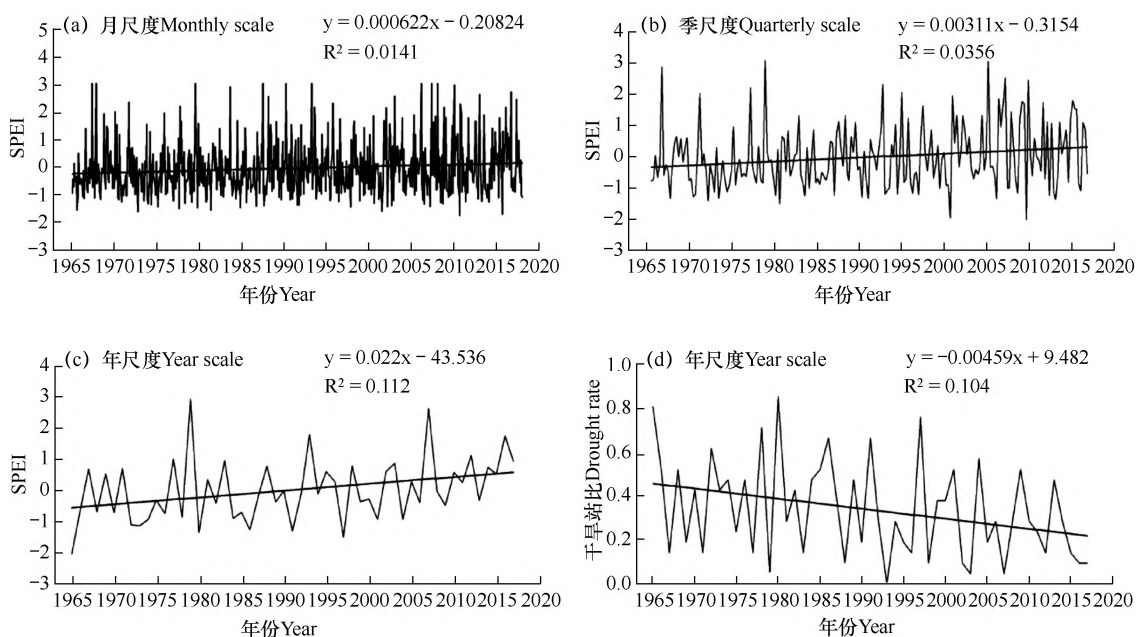 (a) 月尺度Monthly scale
y = 0.000622x − 0.20824
R² = 0.0141
5
4
3
2
1
0
−1
−2
−3
SPEI
1965 1970 1975 1980 1985 1990 1995 2000 2005 2010 2015 2020
年份Year
(b) 季尺度Quarterly scale
y = 0.00311x − 0.3154
R² = 0.0356
4
3
2
1
0
−1
−2
−3
SPEI
1965 1970 1975 1980 1985 1990 1995 2000 2005 2010 2015 2020
年份Year
(c) 年尺度Year scale
y = 0.022x − 43.536
R² = 0.112
4
3
2
1
0
−1
−2
−3
SPEI
1965 1970 1975 1980 1985 1990 1995 2000 2005 2010 2015 2020
年份Year
(d) 年尺度Year scale
y = −0.00459x + 9.482
R² = 0.104
1.0
0.8
0.6
0.4
0.2
0.0
干旱站比Drought rate
1965 1970 1975 1980 1985 1990 1995 2000 2005 2010 2015 2020
年份Year